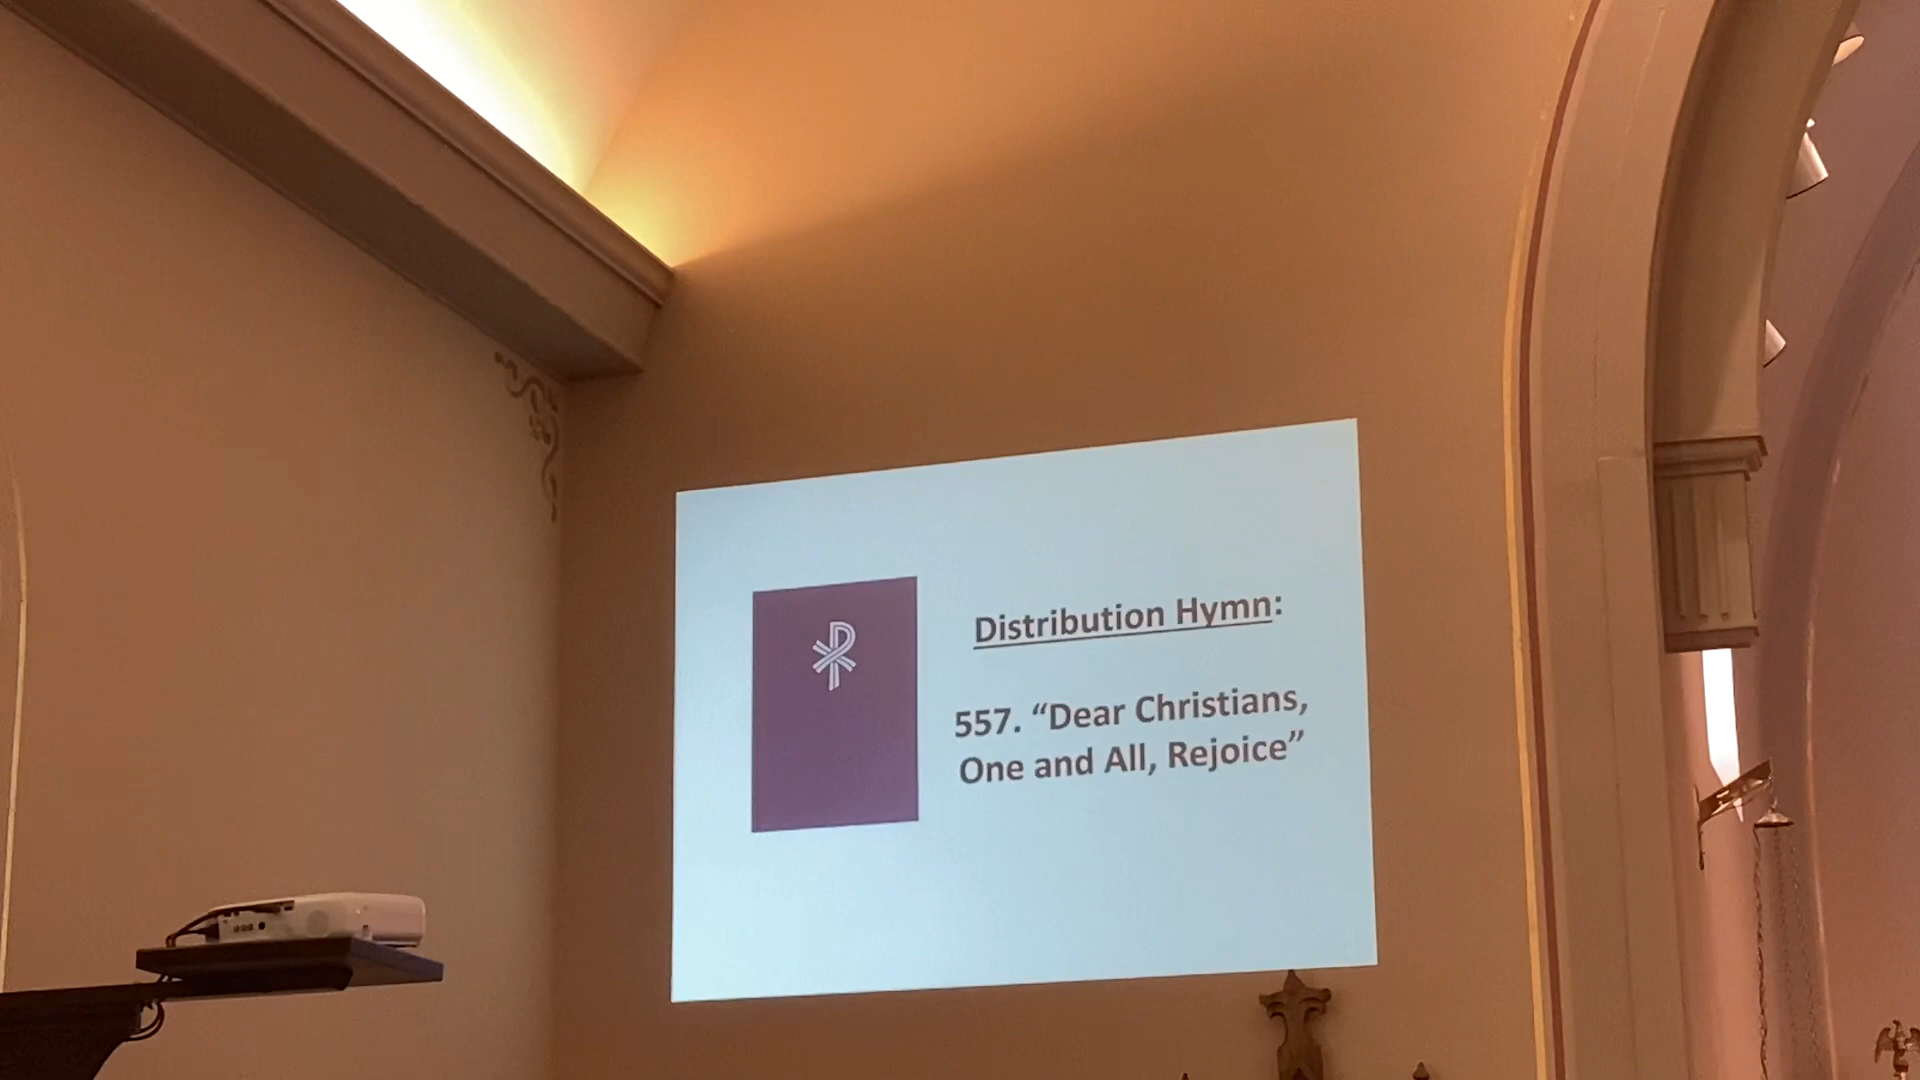 Distribution Hymn:
557. “Dear Christians,
One and All, Rejoice”